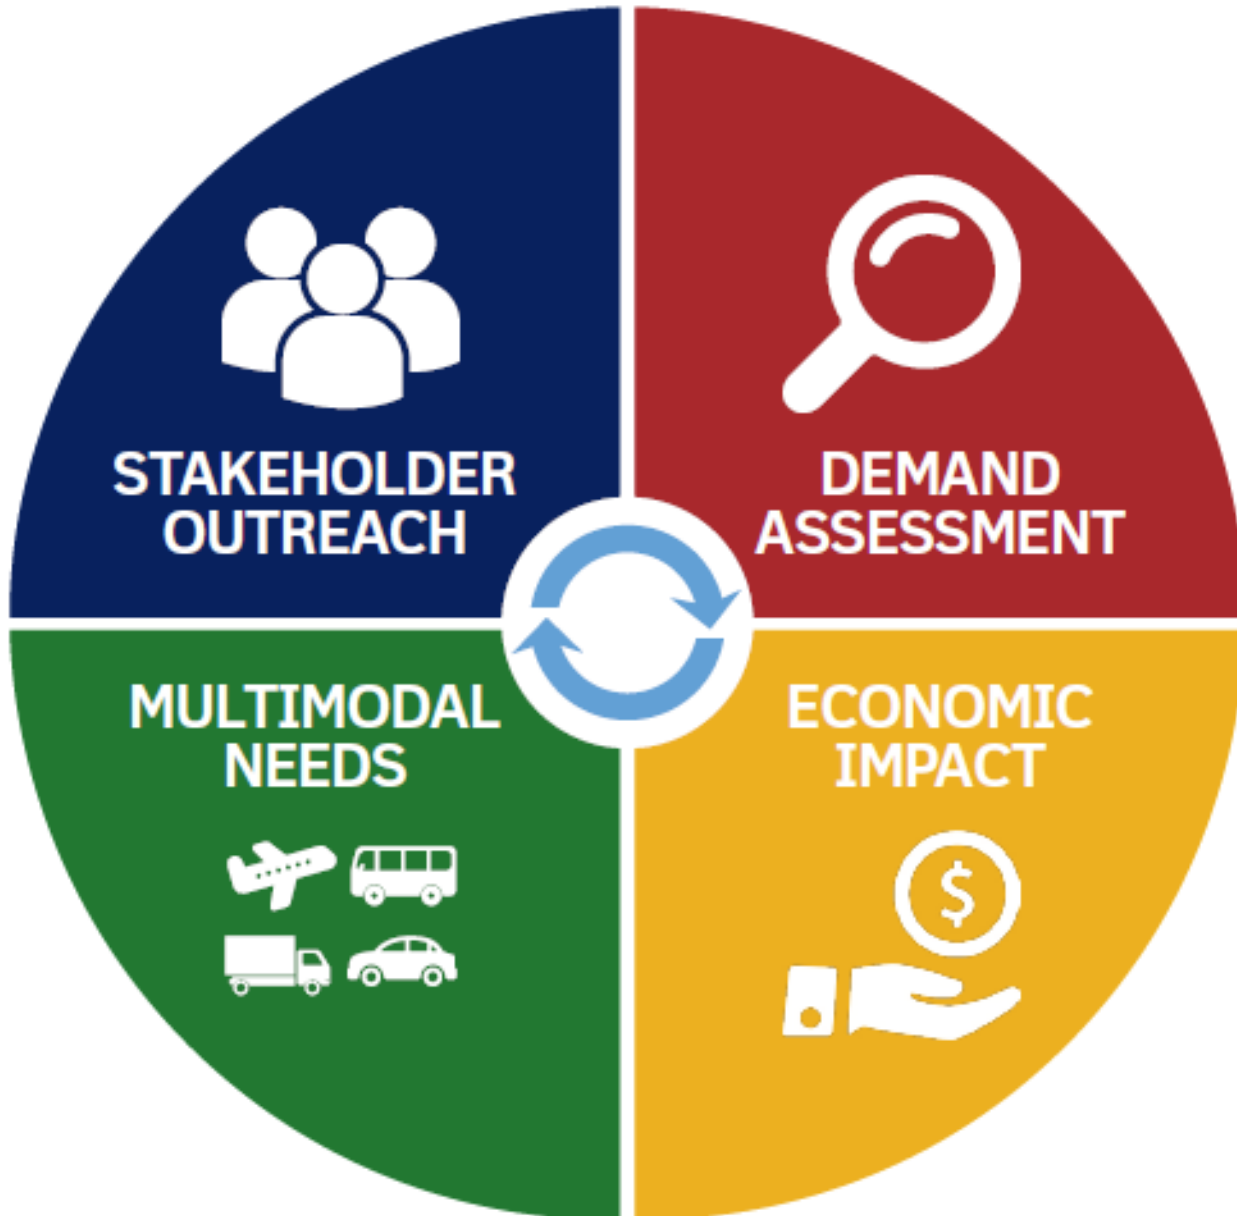 STAKEHOLDER
OUTREACH
DEMAND
ASSESSMENT
MULTIMODAL
NEEDS
ECONOMIC
IMPACT
$